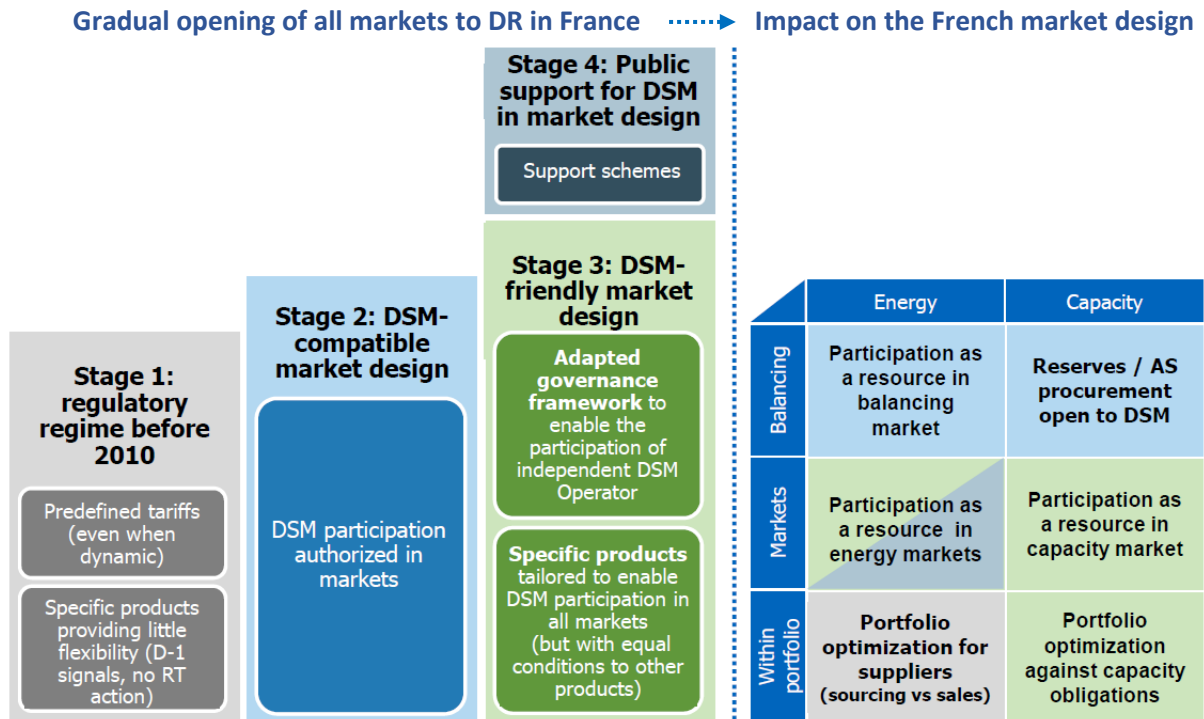 Gradual opening of all markets to DR in France
Impact on the French market design
Stage 4: Public
support for DSM
in market design
Support schemes
Stage 3: DSM-
friendly market
design
Adapted
governance
framework to
enable the
participation of
independent DSM
Operator
Specific products
tailored to enable
DSM participation in
all markets
(but with equal
conditions to other
products)
Stage 2: DSM-
compatible
market design
DSM participation
authorized in
markets
Stage 1:
regulatory
regime before
2010
Predefined tariffs
(even when
dynamic)
Specific products
providing little
flexibility (D-1
signals, no RT
action)
Energy
Capacity
Balancing
Participation as
a resource in
balancing
market
Reserves / AS
procurement
open to DSM
Markets
Participation as
a resource in
energy markets
Participation as
a resource in
capacity market
Within
portfolio
Portfolio
optimization for
suppliers
(sourcing vs sales)
Portfolio
optimization
against capacity
obligations